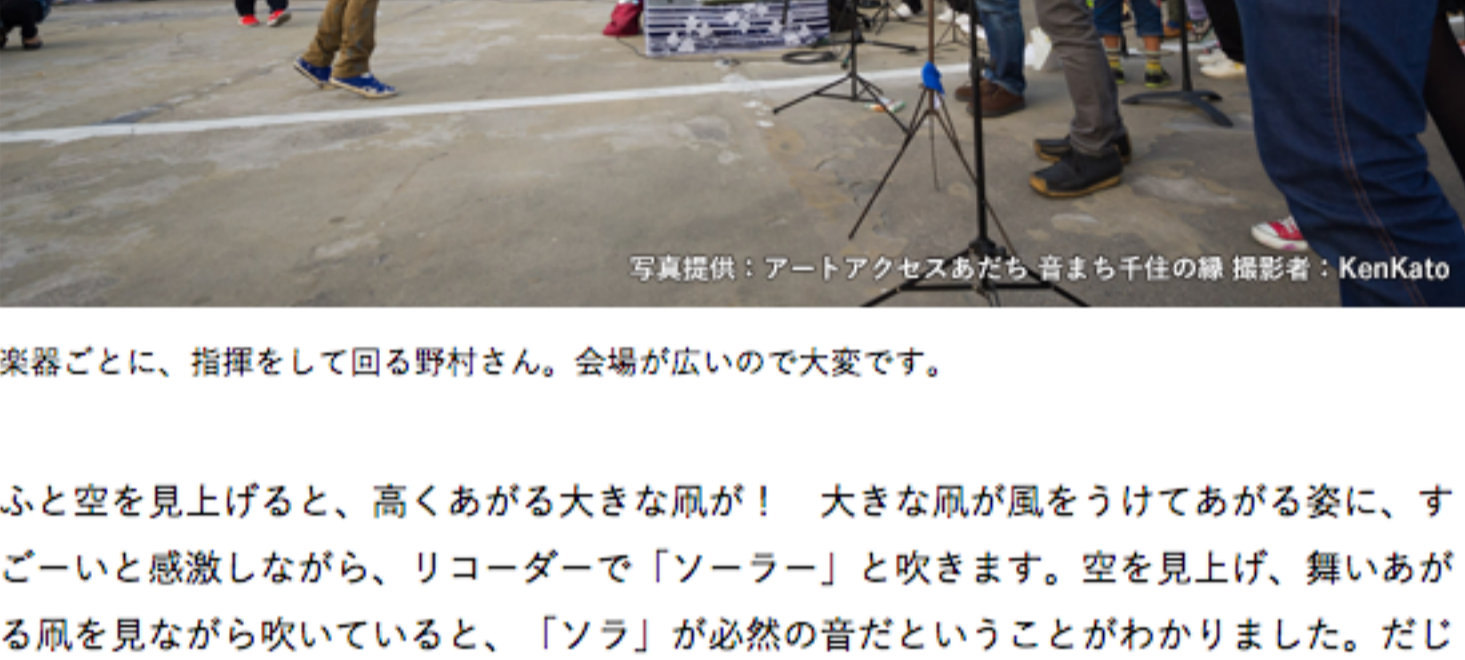 写真提供：アートアクセスあだち 音まち千住の縁 撮影者：KenKato
楽器ごとに、指揮をして回る野村さん。会場が広いので大変です。
ふと空を見上げると、高くあがる大きな凧が！　大きな凧が風をうけてあがる姿に、す
ごーいと感激しながら、リコーダーで「ソーラー」と吹きます。空を見上げ、舞いあが
る凧を見ながら吹いていると、「ソラ」が必然の音だということがわかりました。だじ